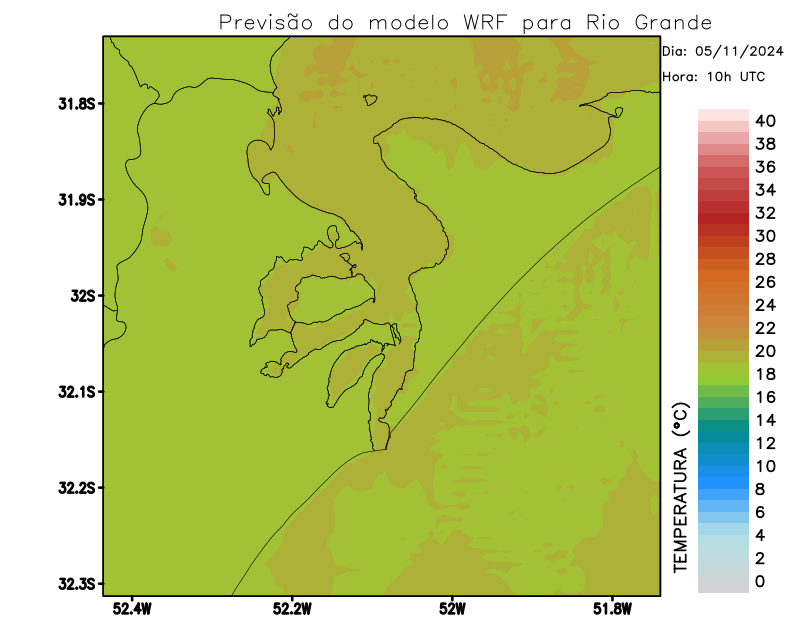 Previsão do modelo WRF para Rio Grande
Dia: 05/11/2024
Hora: 10h UTC
31.8S
31.9S
32S
32.1S
32.2S
32.3S
52.4W
52.2W
52W
51.8W
TEMPERATURA (°C)
40
38
36
34
32
30
28
26
24
22
20
18
16
14
12
10
8
6
4
2
0